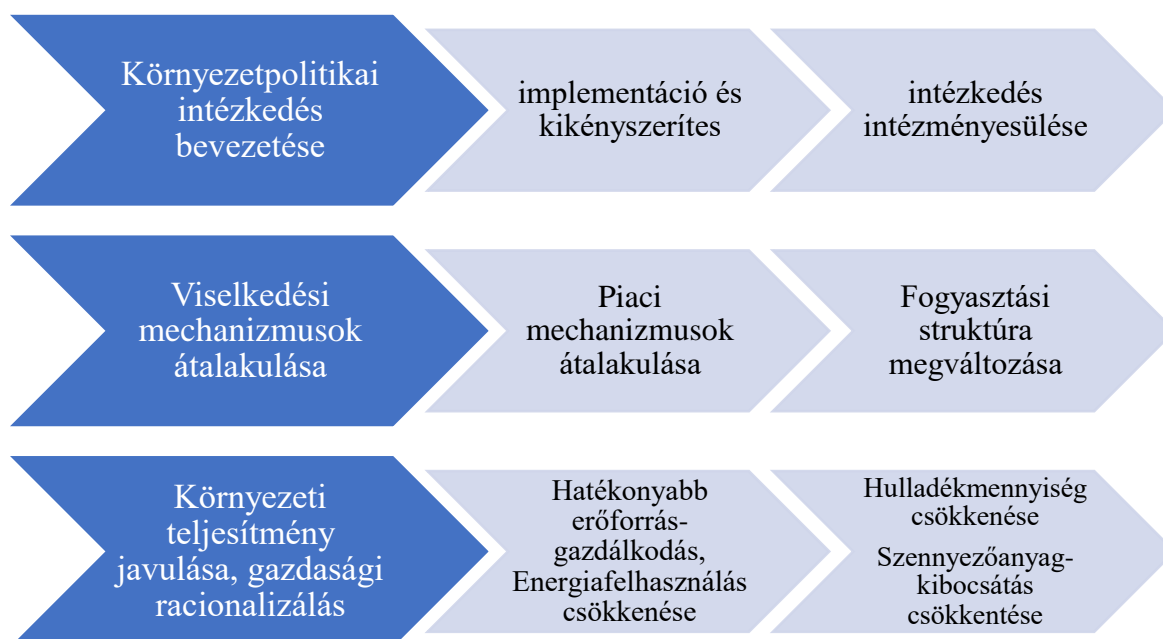 Környezetpolitikai
intézkedés
bevezetése
implementáció és
kikényszerítes
intézkedés
intézményesülése
Viselkedési
mechanizmusok
átalakulása
Piaci
mechanizmusok
átalakulása
Fogyasztási
struktúra
megváltozása
Környezeti
teljesítmény
javulása, gazdasági
racionalizálás
Hatékonyabb
erőforrás-
gazdálkodás,
Energiafelhasználás
csökkenése
Hulladékmennyiség
csökkenése
Szennyezőanyag-
kibocsátás
csökkentése